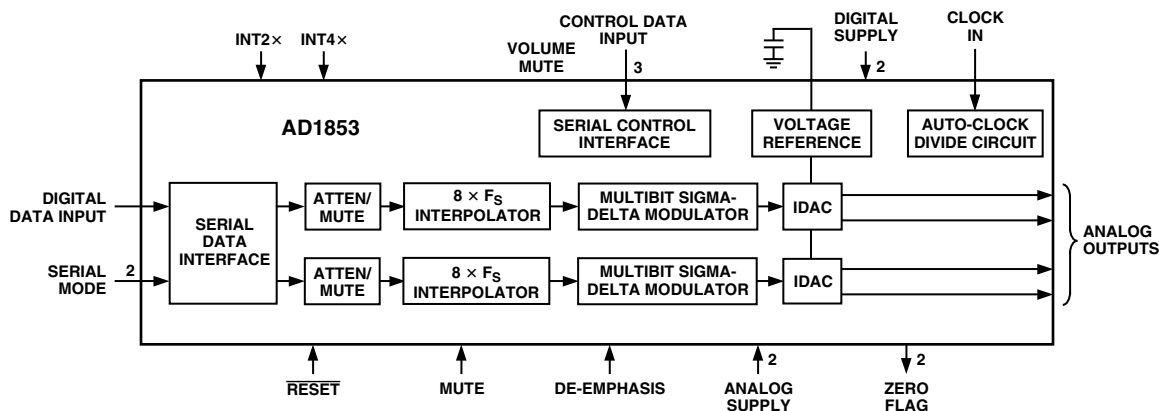 CONTROL DATA
INPUT
DIGITAL
SUPPLY
CLOCK
IN
INT2×
INT4×
VOLUME
MUTE
3
2
AD1853
SERIAL CONTROL
INTERFACE
VOLTAGE
REFERENCE
AUTO-CLOCK
DIVIDE CIRCUIT
DIGITAL
DATA INPUT
SERIAL
MODE
2
SERIAL
DATA
INTERFACE
ATTEN/
MUTE
8 × FS
INTERPOLATOR
MULTIBIT SIGMA-
DELTA MODULATOR
IDAC
ATTEN/
MUTE
8 × FS
INTERPOLATOR
MULTIBIT SIGMA-
DELTA MODULATOR
IDAC
ANALOG
OUTPUTS
RESET
MUTE
DE-EMPHASIS
2
ANALOG
SUPPLY
2
ZERO
FLAG